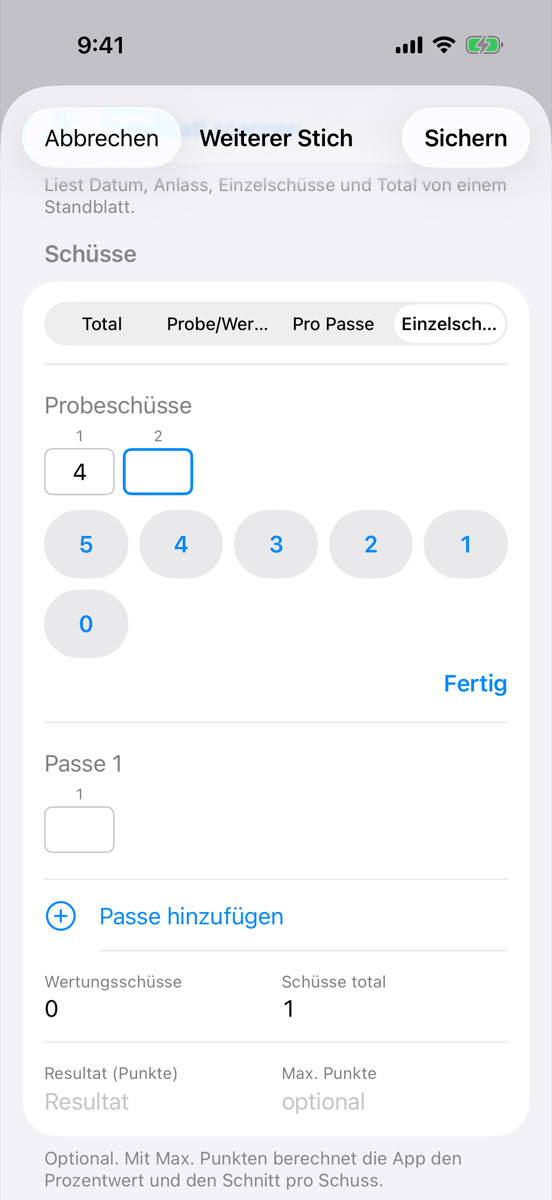 9:41
Abbrechen
Weiterer Stich
Sichern
Liest Datum, Anlass, Einzelschüsse und Total von einem
Standblatt.
Schüsse
Total
Probe/Wer...
Pro Passe
Einzelsch...
Probeschüsse
1 2
4
5 4 3 2 1
0
Fertig
Passe 1
1
Passe hinzufügen
Wertungsschüsse Schüsse total
0 1
Resultat (Punkte) Max. Punkte
Resultat optional
Optional. Mit Max. Punkten berechnet die App den
Prozentwert und den Schnitt pro Schuss.